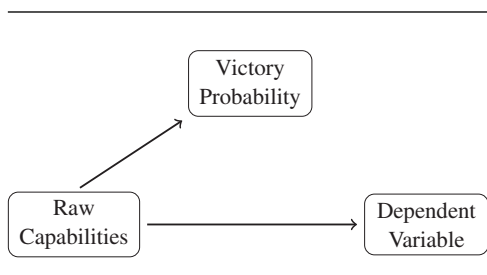 Victory
Probability
Raw
Capabilities
Dependent
Variable